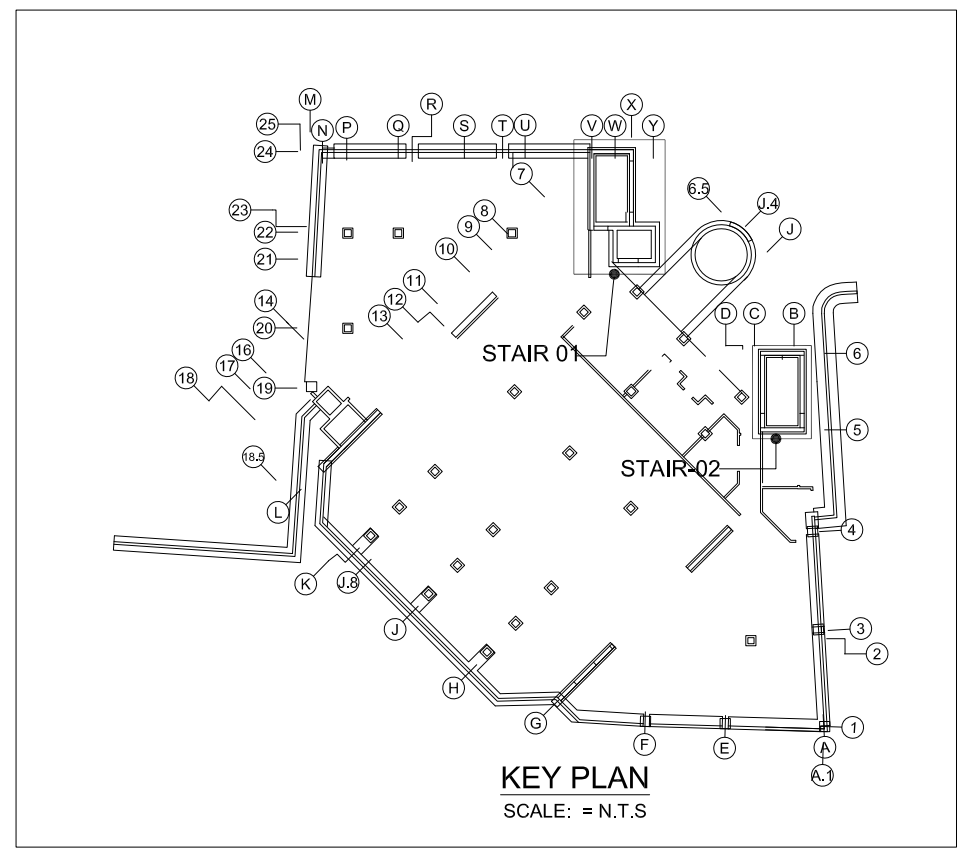 M
R
X
25
N
P
Q
S
T
U
V
W
Y
24
7
6.5
J.4
23
8
22
9
J
21
10
11
14
12
13
D
C
B
20
16
STAIR 01
6
17
18
19
5
18.5
STAIR-02
L
4
K
J.8
J
3
2
H
G
F
E
1
A
A.1
KEY PLAN
SCALE: = N.T.S